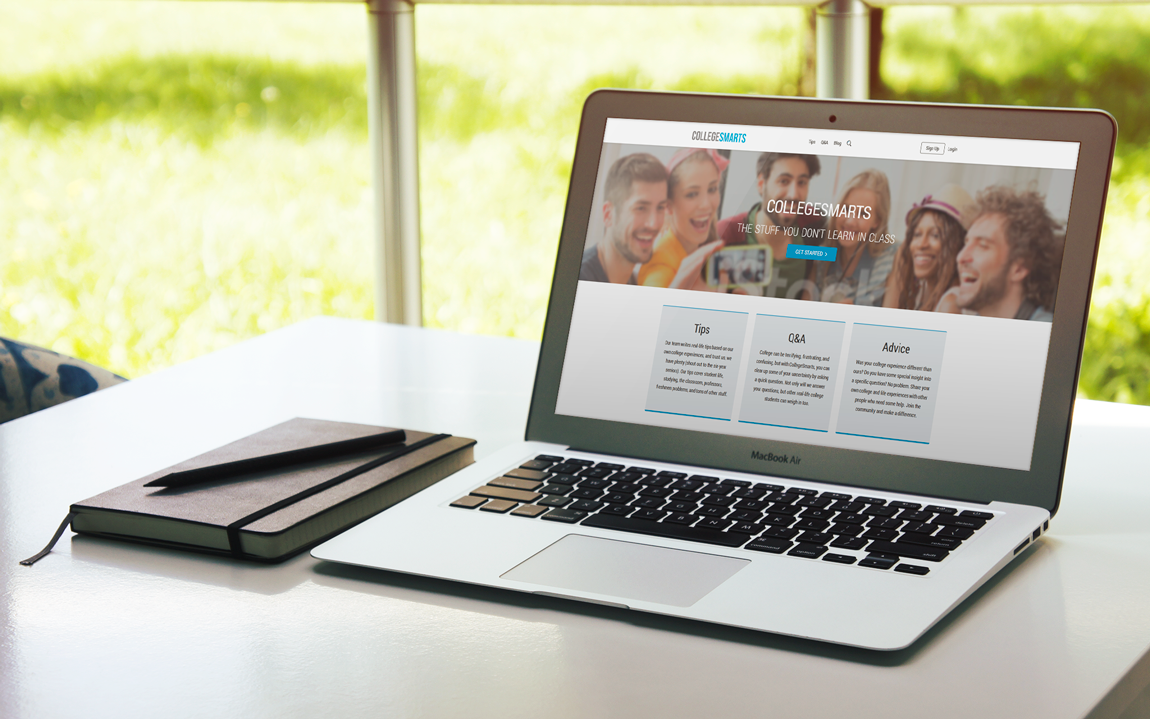 COLLEGESMARTS
Tips Q&A Blog
Sign Up Login
COLLEGESMARTS
THE STUFF YOU DON'T LEARN IN CLASS
GET STARTED >
Tips
Our team writes real-life tips based on our
own college experiences, and trust us: we
have plenty (shout out to the six year
seniors). Our tips cover student life,
studying, the classroom, professors,
freshmen problems, and tons of other stuff.
Q&A
College can be terrifying, frustrating, and
confusing, but with CollegeSmarts, you can
clear up some of your uncertainty by asking
a quick question. Not only will we answer
your questions, but other real-life college
students can weigh in too.
Advice
Was your college experience different than
ours? Do you have some special insight into
a specific question? No problem. Share your
own college and life experiences with other
people who need some help. Join the
community and make a difference.
MacBook Air